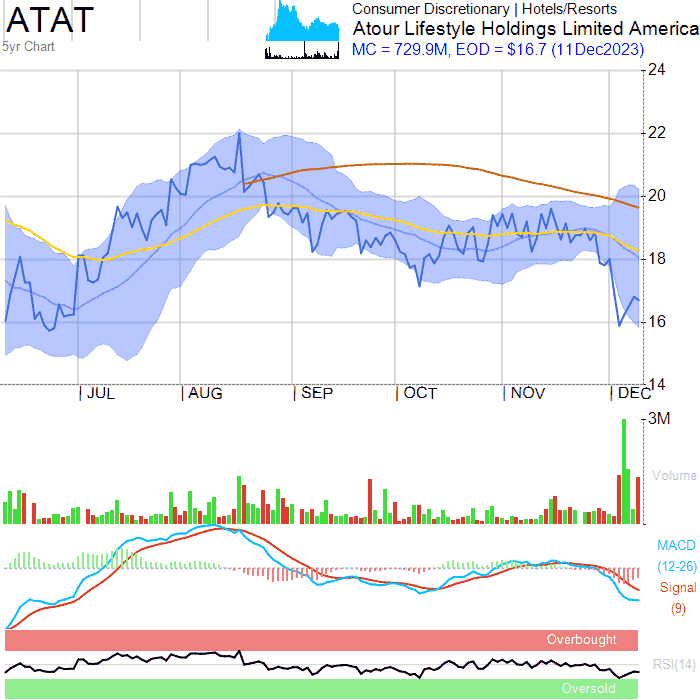 ATAT
5yr Chart
Consumer Discretionary | Hotels/Resorts
Atour Lifestyle Holdings Limited America
MC = 729.9M, EOD = $16.7 (11Dec2023)
24
22
20
18
16
14
JUL AUG SEP OCT NOV DEC
3M
Volume
MACD
(12-26)
Signal
(9)
Overbought
RSI(14)
Oversold